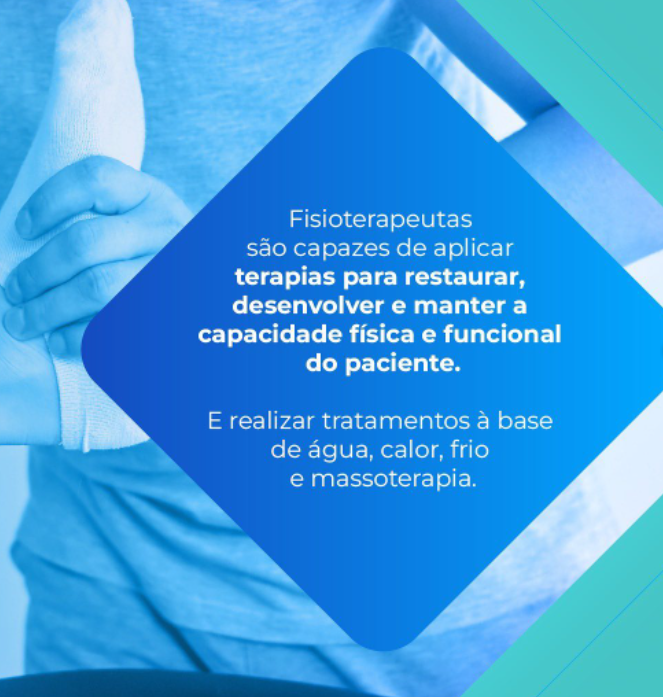 Fisioterapeutas
são capazes de aplicar
terapias para restaurar,
desenvolver e manter a
capacidade física e funcional
do paciente.
E realizar tratamentos à base
de água, calor, frio
e massoterapia.